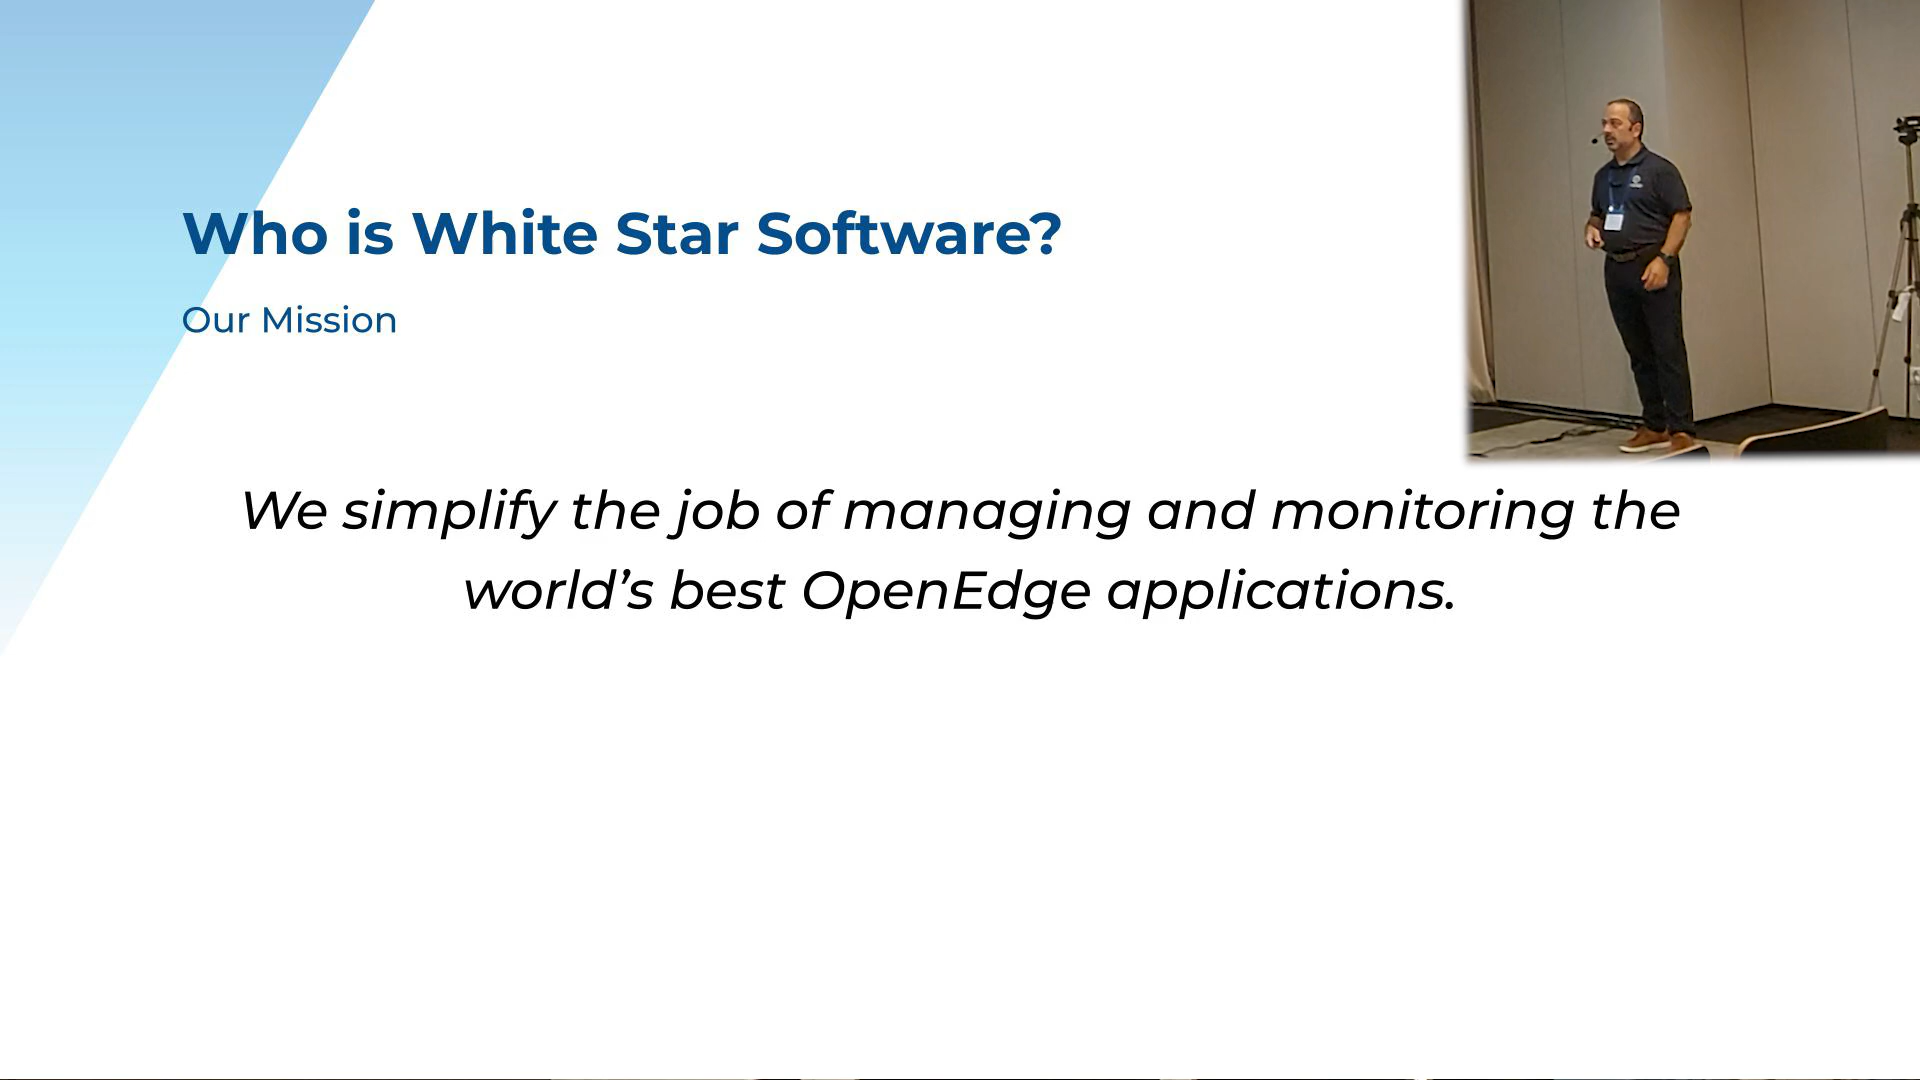 Who is White Star Software?
Our Mission
We simplify the job of managing and monitoring the
world’s best OpenEdge applications.